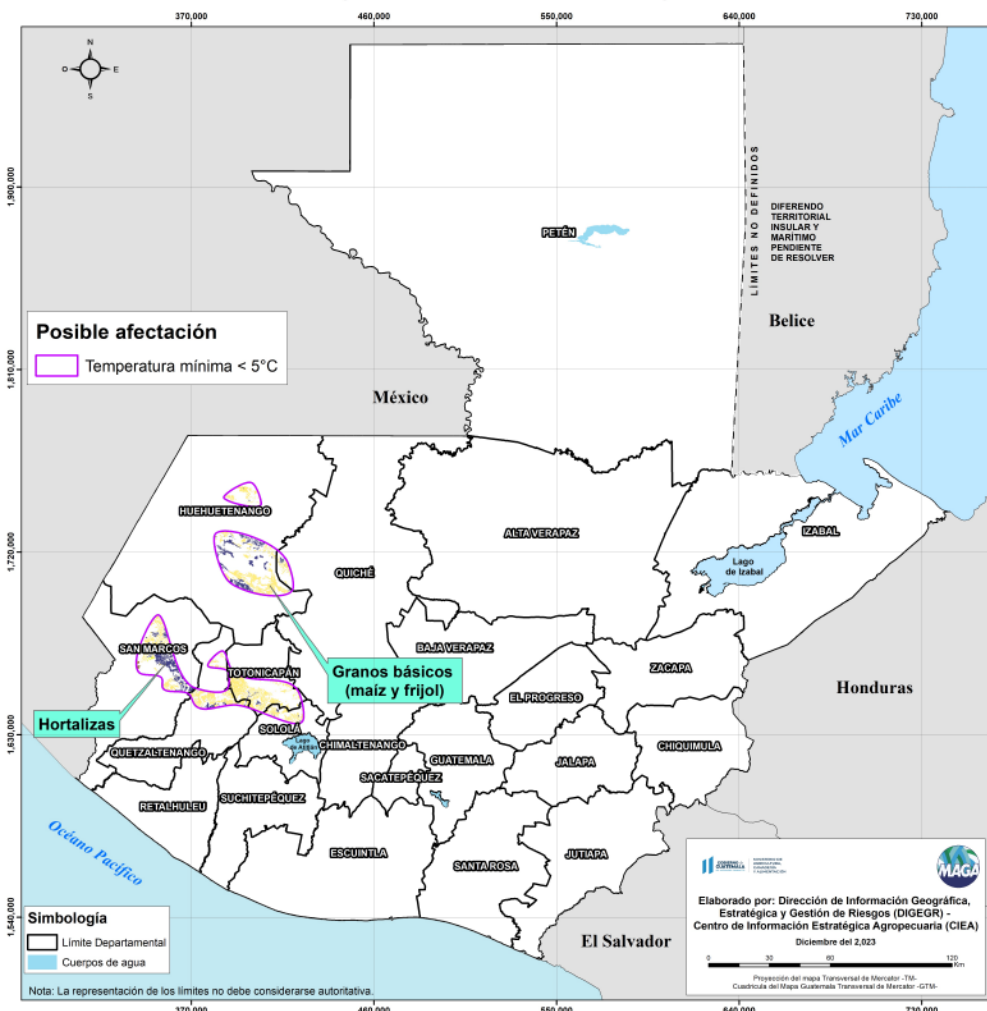 370,000
460,000
550,000
640,000
730,000
N
O
E
S
1,900,000
1,810,000
1,720,000
1,630,000
1,540,000
PETÉN
LÍMITES NO DEFINIDOS
DIFERENDO
TERRITORIAL
INSULAR Y
MARÍTIMO
PENDIENTE
DE RESOLVER
Belice
Posible afectación
Temperatura mínima < 5°C
México
Mar Caribe
HUEHUETENANGO
ALTA VERAPAZ
IZABAL
QUICHÉ
Lago
de Izabal
SAN MARCOS
BAJA VERAPAZ
TOTONICAPÁN
ZACAPA
Granos básicos
(maíz y frijol)
EL PROGRESO
Honduras
Hortalizas
SOLOLÁ
Lago
de Atitlán
CHIMALTENANGO
QUETZALTENANGO
GUATEMALA
JALAPA
CHIQUIMULA
SACATEPÉQUEZ
RETALHULEU
SUCHITEPÉQUEZ
Océano Pacífico
ESCUINTLA
SANTA ROSA
JUTIAPA
El Salvador
GUATEMALA
MAGA
Elaborado por: Dirección de Información Geográfica,
Estratégica y Gestión de Riesgos (DIGEGR) -
Centro de Información Estratégica Agropecuaria (CIEA)
Diciembre del 2,023
0
30
60
120
Km
Proyección del mapa Transversal de Mercator -TM-
Cuadrícula del Mapa Guatemala Transversal de Mercator -GTM-
Simbología
Límite Departamental
Cuerpos de agua
Nota: La representación de los límites no debe considerarse autoritativa.
370,000
460,000
550,000
640,000
730,000